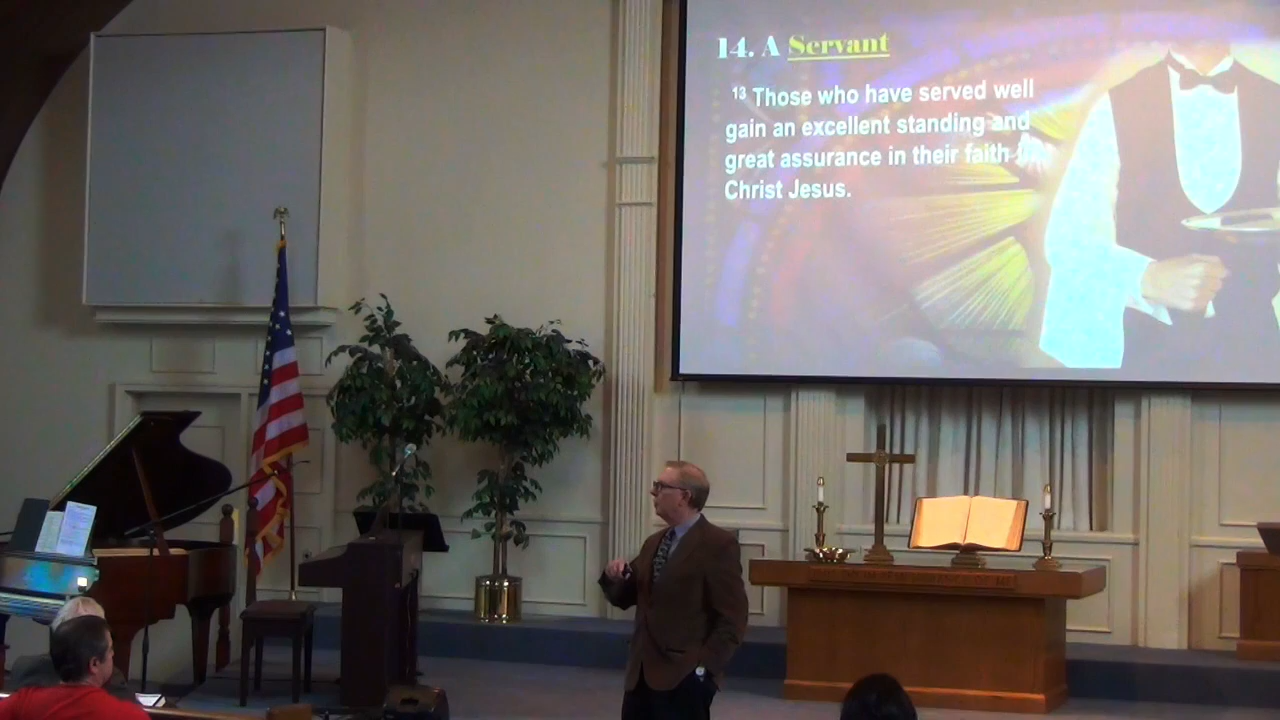 14. A Servant
13 Those who have served well
gain an excellent standing and
great assurance in their faith
Christ Jesus.